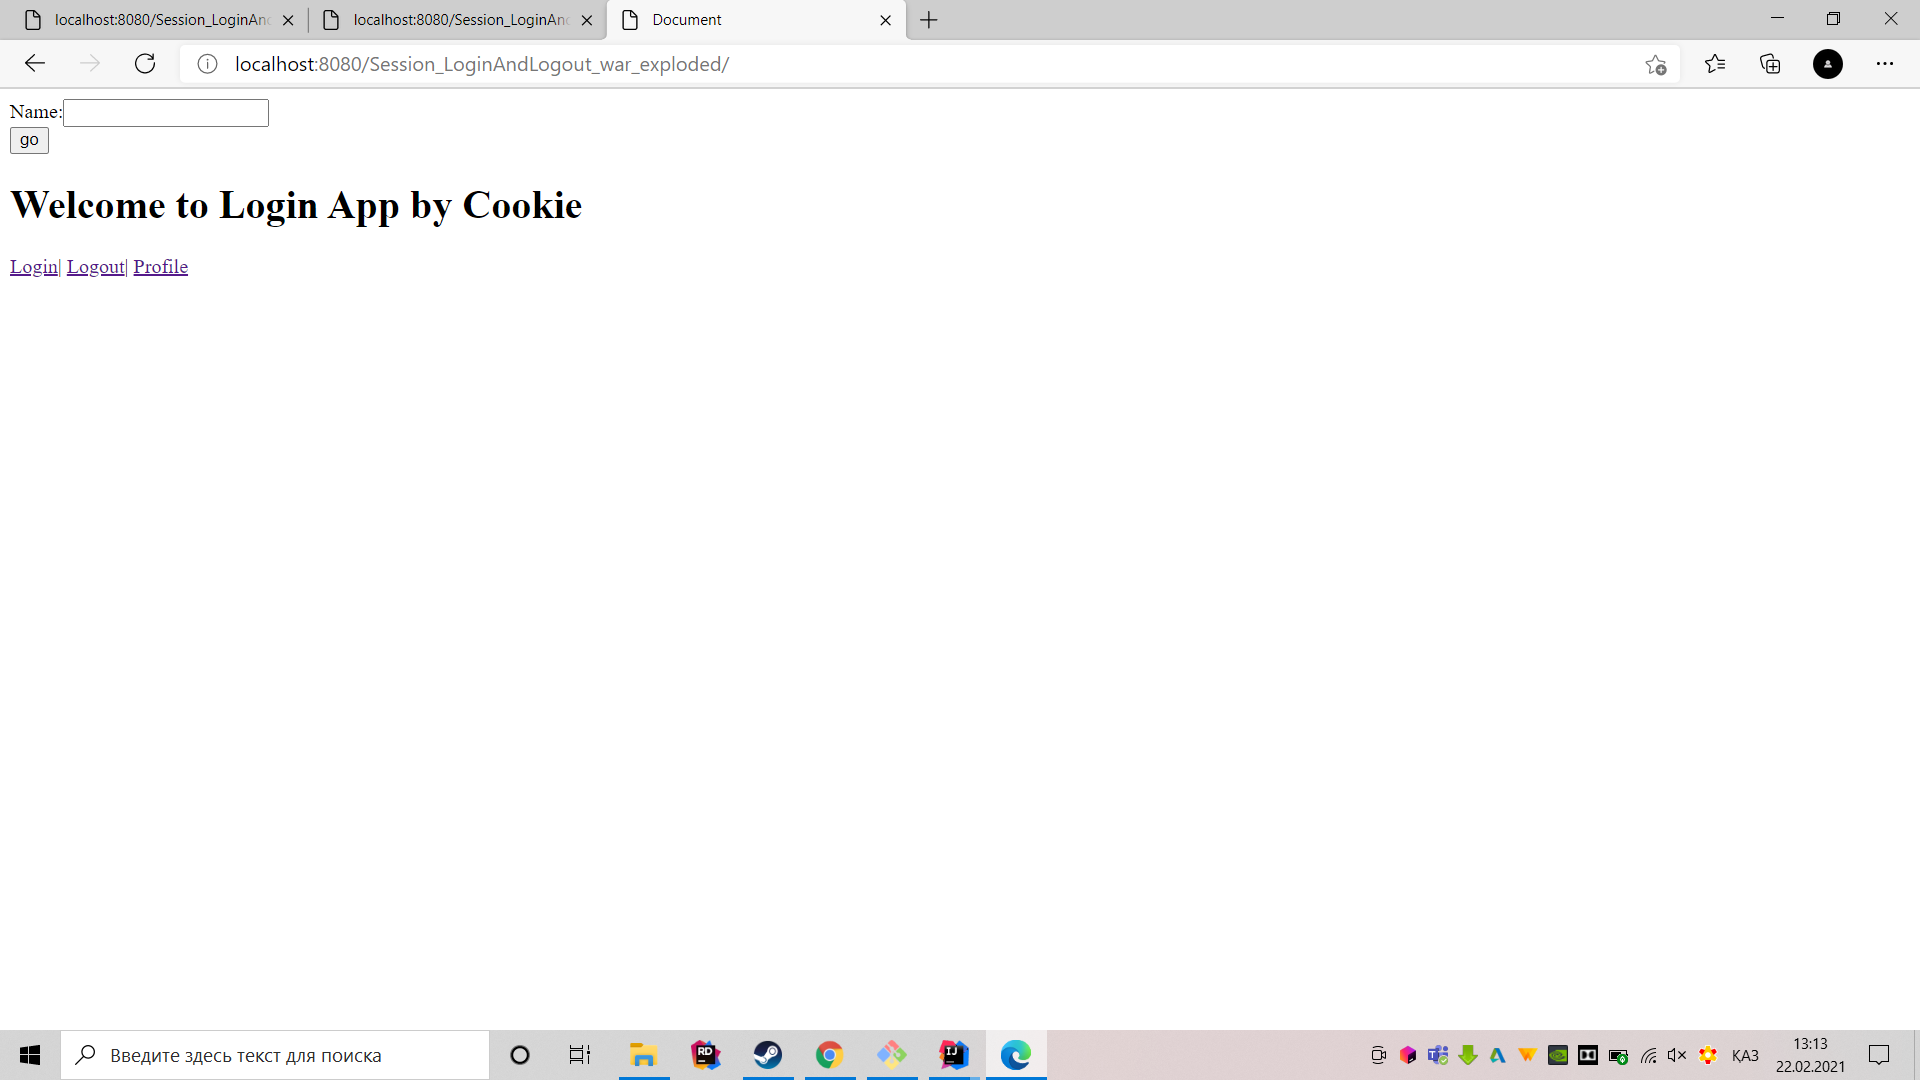 localhost:8080/Session_LoginAnd
localhost:8080/Session_LoginAnd
Document
localhost:8080/Session_LoginAndLogout_war_exploded/
Name:
go
Welcome to Login App by Cookie
Login| Logout| Profile
Введите здесь текст для поиска
RD
IJ
ҚАЗ
13:13
22.02.2021